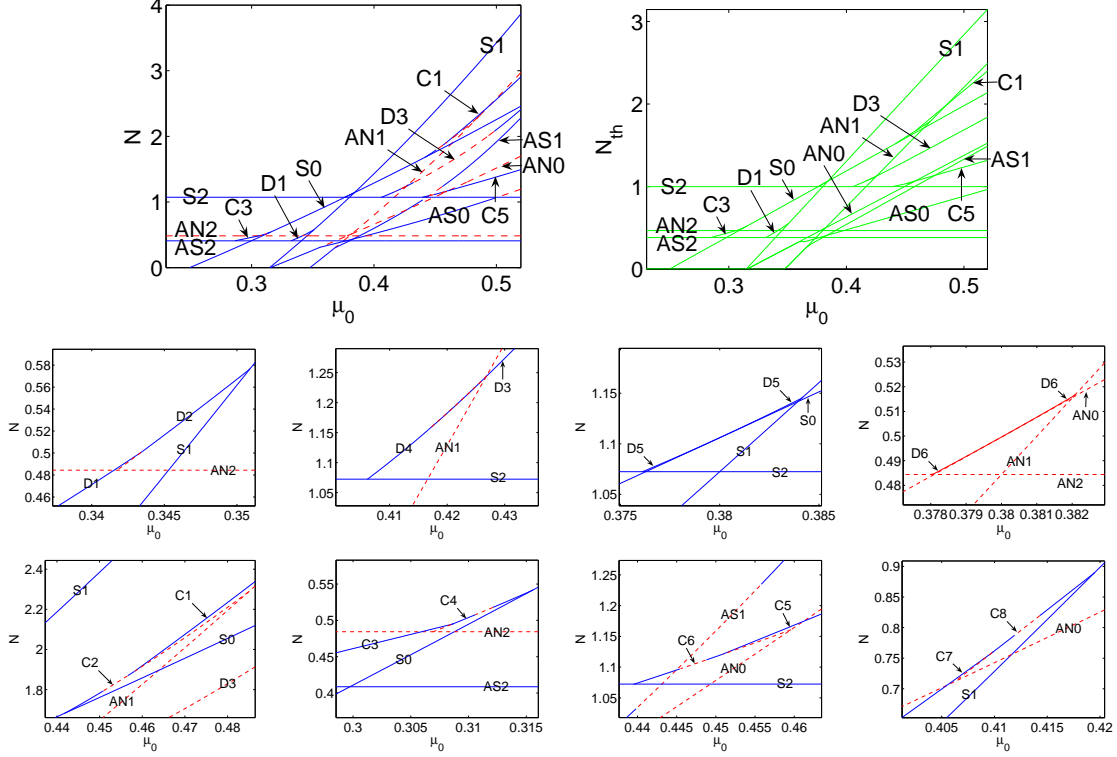 4
3
2
1
0
N
0.3
0.4
0.5
μ0
S1
C1
D3
AN1
AS1
AN0
S0
D1
S2
C3
AN2
AS2
AS0
C5
3
2
1
0
Nth
0.3
0.4
0.5
μ0
S1
C1
D3
AN1
AN0
S0
D1
S2
C3
AN2
AS2
AS0
AS1
C5
0.58
0.56
0.54
0.52
0.5
0.48
0.46
N
0.34
0.345
0.35
μ0
D2
S1
D1
AN2
1.25
1.2
1.15
1.1
1.05
N
0.41
0.42
0.43
μ0
D3
D4
AN1
S2
1.15
1.1
1.05
N
0.375
0.38
0.385
μ0
D5
S0
D5
S1
S2
0.53
0.52
0.51
0.5
0.49
0.48
N
0.378
0.379
0.38
0.381
0.382
μ0
D6
AN0
D6
AN1
AN2
2.4
2.2
2
1.8
N
0.44
0.45
0.46
0.47
0.48
μ0
S1
C1
S0
C2
AN1
D3
0.55
0.5
0.45
0.4
N
0.3
0.305
0.31
0.315
μ0
C4
C3
AN2
S0
AS2
1.25
1.2
1.15
1.1
1.05
N
0.44
0.445
0.45
0.455
0.46
μ0
AS1
C5
C6
AN0
S2
0.9
0.85
0.8
0.75
0.7
N
0.405
0.41
0.415
0.42
μ0
C8
AN0
C7
S1